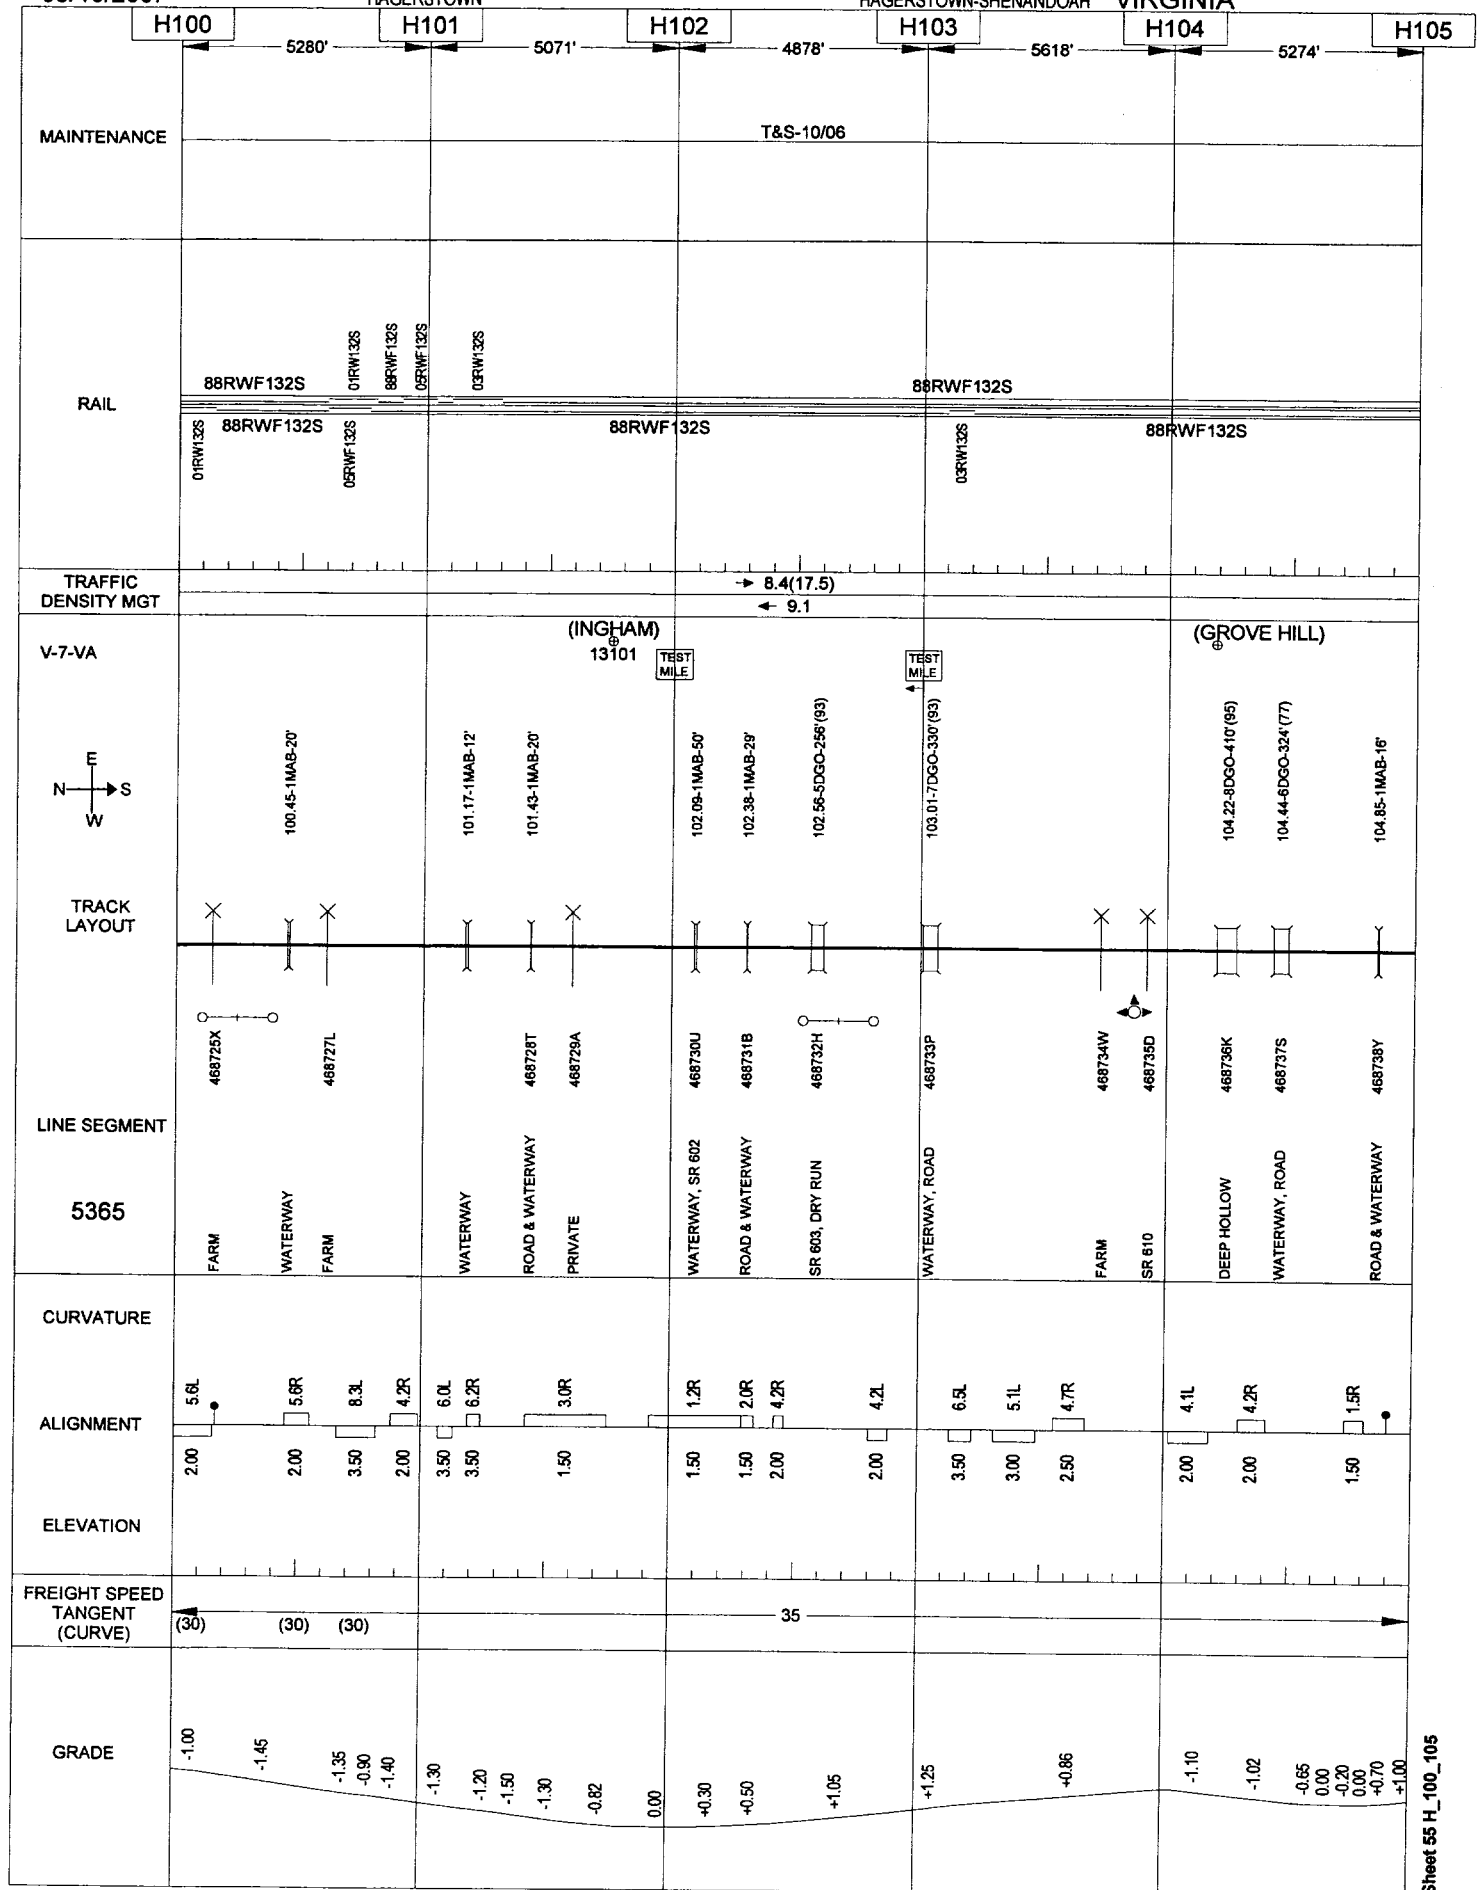 HAGERSTOWN
HAGERSTOWN-SHENANDOAH VIRGINIA
H100 H101 H102 H103 H104 H105
5280' 5071' 4878' 5618' 5274'
MAINTENANCE
T&S-10/06
01RW132S 88RWF132S 05RWF132S 03RW132S
88RWF132S 88RWF132S
RAIL
88RWF132S 88RWF132S 88RWF132S
01RW132S 05RWF132S 03RW132S
TRAFFIC
DENSITY MGT
8.4(17.5)
9.1
(INGHAM) (GROVE HILL)
V-7-VA
13101
TEST
MILE
TEST
MILE
E
N S
W
100.45-1MAB-20'
101.17-1MAB-12'
101.43-1MAB-20'
102.09-1MAB-50'
102.38-1MAB-29'
102.56-5DGO-256'(93)
103.01-7DGO-330'(93)
104.22-8DGO-410'(95)
104.44-6DGO-324'(77)
104.85-1MAB-16'
TRACK
LAYOUT
468725X
468727L
468728T
468729A
468730U
468731B
468732H
468733P
468734W
468735D
468736K
468737S
468738Y
LINE SEGMENT
5365
FARM
WATERWAY
FARM
WATERWAY
ROAD & WATERWAY
PRIVATE
WATERWAY, SR 602
ROAD & WATERWAY
SR 603, DRY RUN
WATERWAY, ROAD
FARM
SR 610
DEEP HOLLOW
WATERWAY, ROAD
ROAD & WATERWAY
CURVATURE
5.6L 5.6R 8.3L 4.2R 6.0L 6.2R 3.0R 1.2R 2.0R 4.2R 4.2L 6.5L 5.1L 4.7R 4.1L 4.2R 1.5R
ALIGNMENT
2.00 2.00 3.50 2.00 3.50 3.50 1.50 1.50 1.50 2.00 2.00 3.50 3.00 2.50 2.00 2.00 1.50
ELEVATION
FREIGHT SPEED
TANGENT
(CURVE)
35
(30) (30) (30)
GRADE
-1.00 -1.45 -1.35 -0.90 -1.40 -1.30 -1.20 -1.50 -1.30 -0.82 0.00 +0.30 +0.50 +1.05 +1.25 +0.86 -1.10 -1.02 -0.65 0.00 -0.20 0.00 +0.70 +1.00
Sheet 55 H_100_105